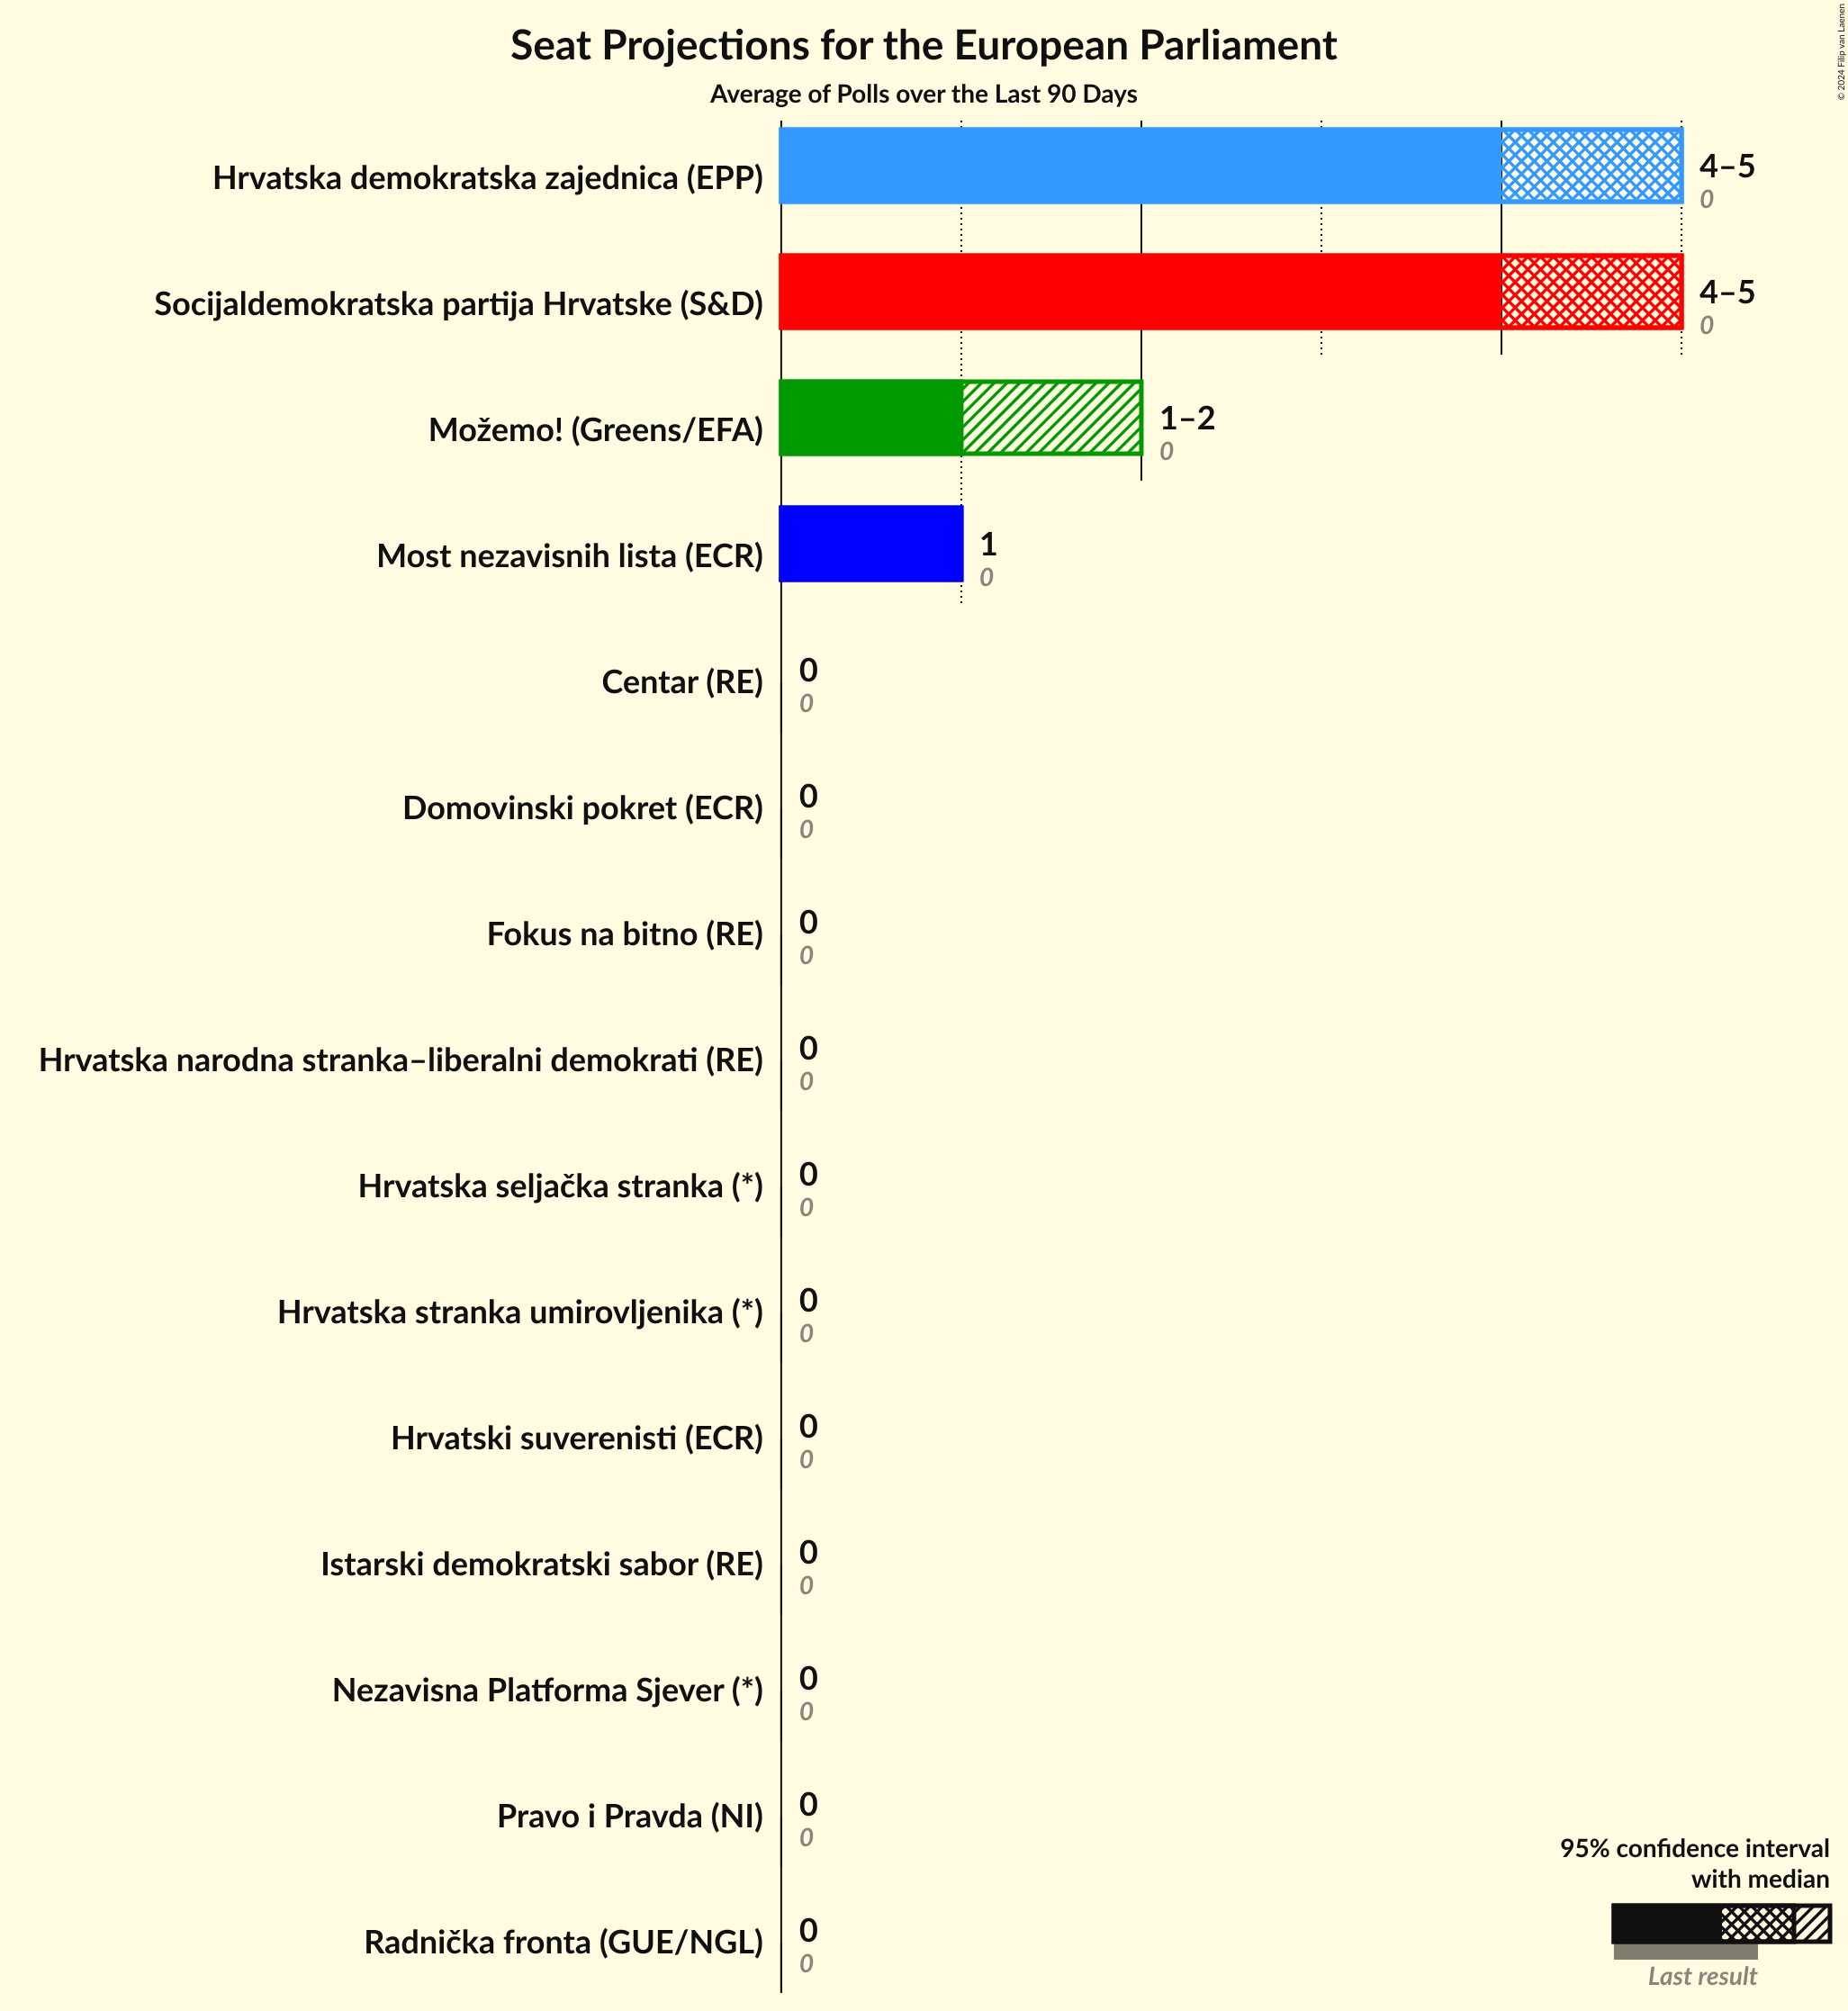 Seat Projections for the European Parliament
Average of Polls over the Last 90 Days
© 2024 Filip van Laenen
Hrvatska demokratska zajednica (EPP)
4–5
0
Socijaldemokratska partija Hrvatske (S&D)
4–5
0
Možemo! (Greens/EFA)
1–2
0
Most nezavisnih lista (ECR)
1
0
Centar (RE)
0
0
Domovinski pokret (ECR)
0
0
Fokus na bitno (RE)
0
0
Hrvatska narodna stranka–liberalni demokrati (RE)
0
0
Hrvatska seljačka stranka (*)
0
0
Hrvatska stranka umirovljenika (*)
0
0
Hrvatski suverenisti (ECR)
0
0
Istarski demokratski sabor (RE)
0
0
Nezavisna Platforma Sjever (*)
0
0
Pravo i Pravda (NI)
0
0
Radnička fronta (GUE/NGL)
0
0
95% confidence interval
with median
Last result